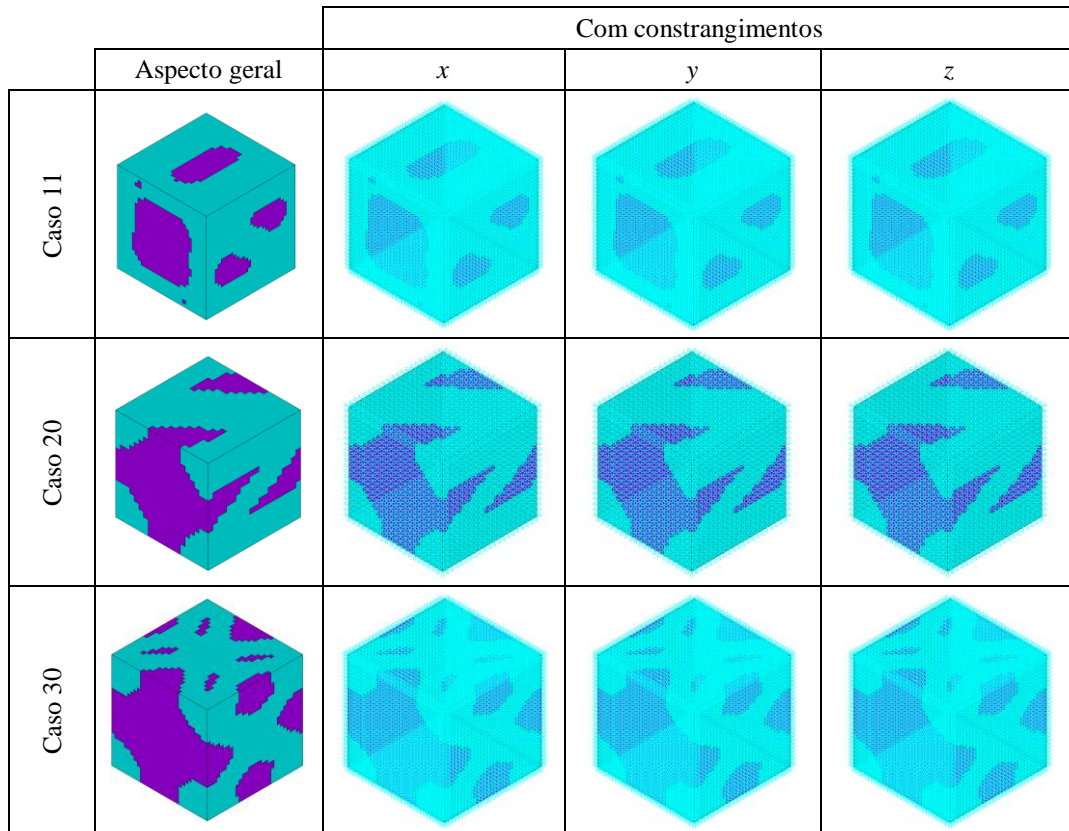 Com constrangimentos
Aspecto geral x y z
Caso 11
Caso 20
Caso 30